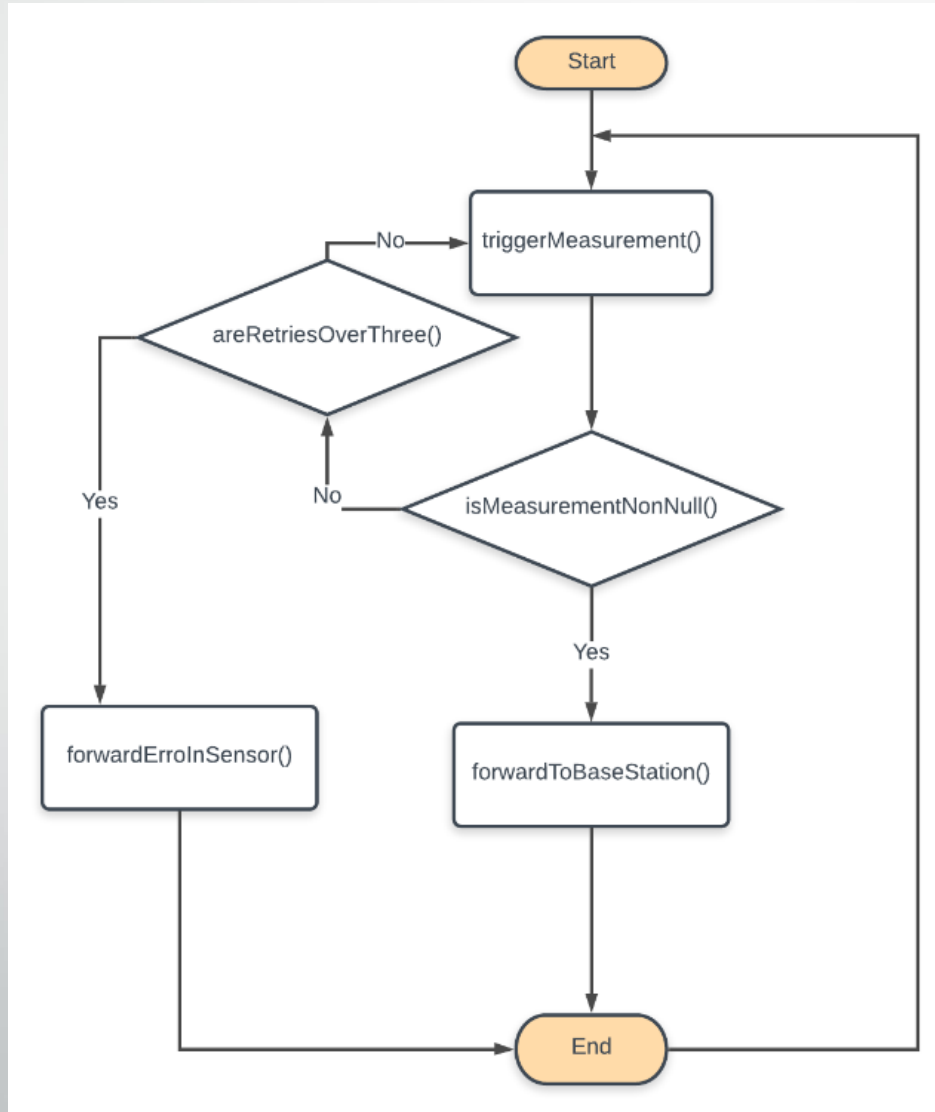 Start
No
triggerMeasurement()
areRetriesOverThree()
Yes
No
isMeasurementNonNull()
Yes
forwardErroInSensor()
forwardToBaseStation()
End